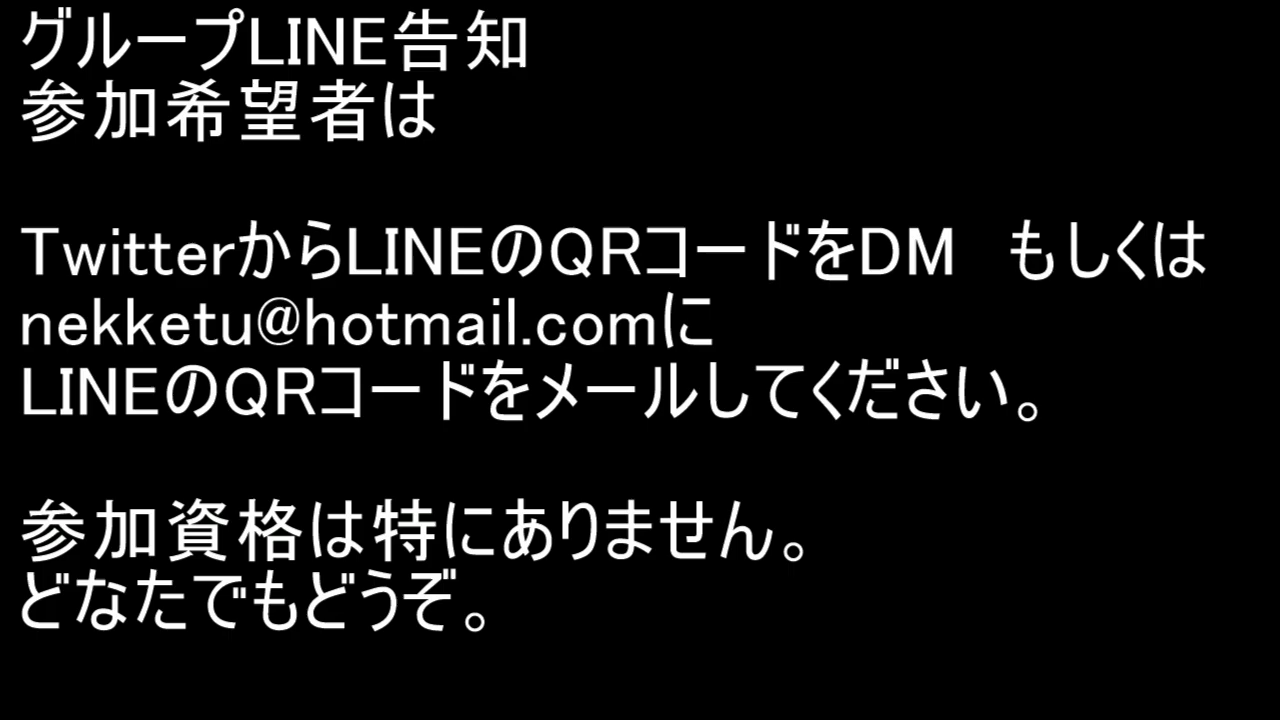 グループLINE告知
参加希望者は
TwitterからLINEのQRコードをDM　もしくは
nekketu@hotmail.comに
LINEのQRコードをメールしてください。
参加資格は特にありません。
どなたでもどうぞ。